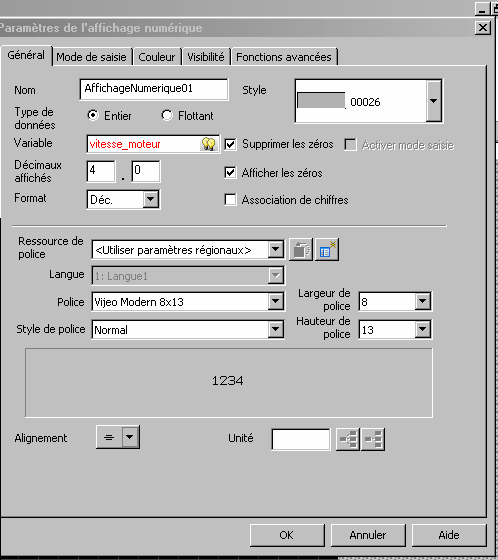 Paramètres de l'affichage numérique
Général Mode de saisie Couleur Visibilité Fonctions avancées
Nom AffichageNumerique01 Style 00026
Type de données Entier Flottant
Variable vitesse_moteur Supprimer les zéros Activer mode saisie
Décimaux affichés 4 . 0 Afficher les zéros
Format Déc. Association de chiffres
Ressource de police <Utiliser paramètres régionaux>
Langue 1: Langue1
Police Vijeo Modern 8x13 Largeur de police 8
Style de police Normal Hauteur de police 13
1234
Alignement Unité
OK Annuler Aide